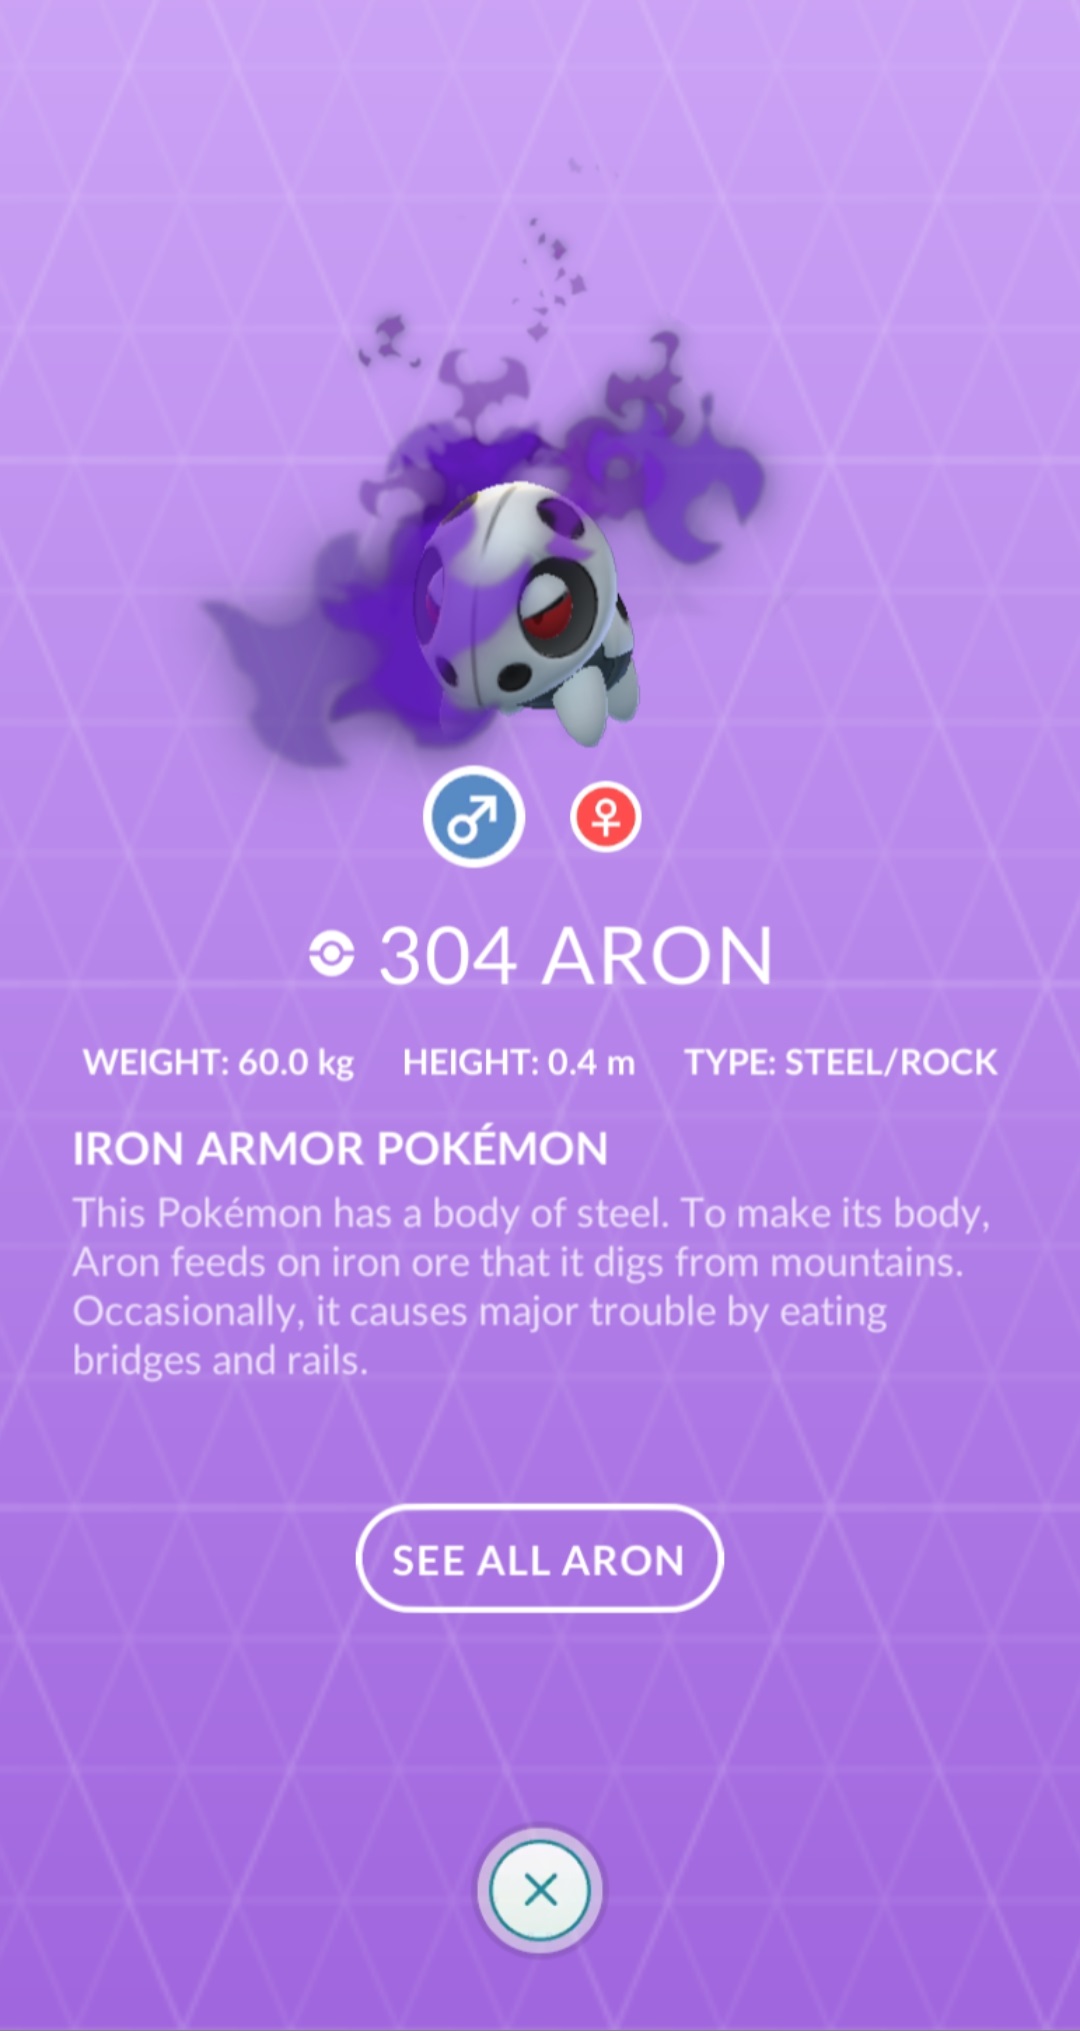 304 ARON
WEIGHT: 60.0 kg HEIGHT: 0.4 m TYPE: STEEL/ROCK
IRON ARMOR POKÉMON
This Pokémon has a body of steel. To make its body,
Aron feeds on iron ore that it digs from mountains.
Occasionally, it causes major trouble by eating
bridges and rails.
SEE ALL ARON